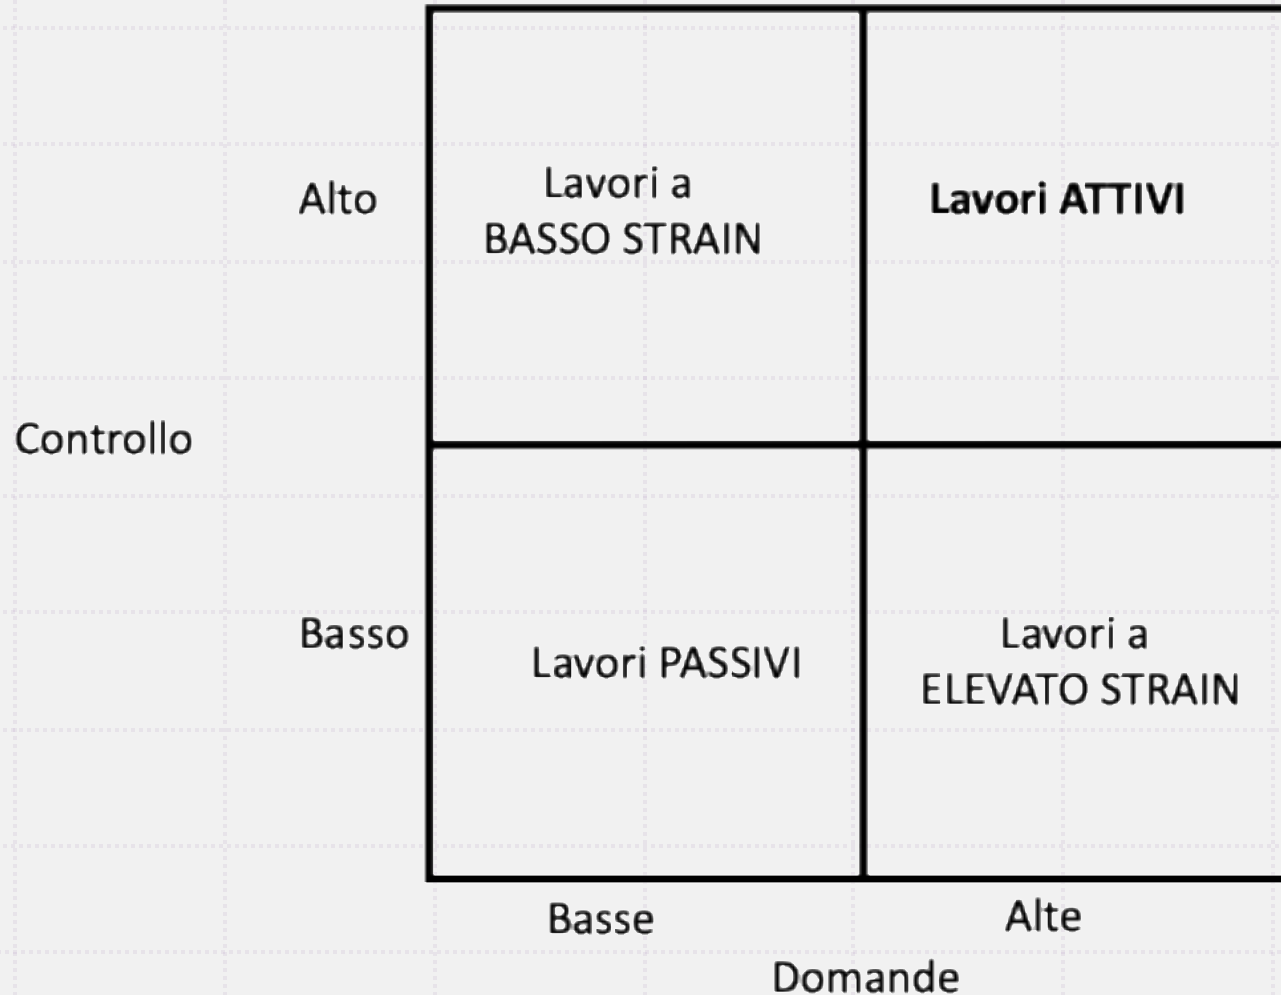 Alto
Lavori a
BASSO STRAIN
Lavori ATTIVI
Controllo
Basso
Lavori PASSIVI
Lavori a
ELEVATO STRAIN
Basse
Alte
Domande